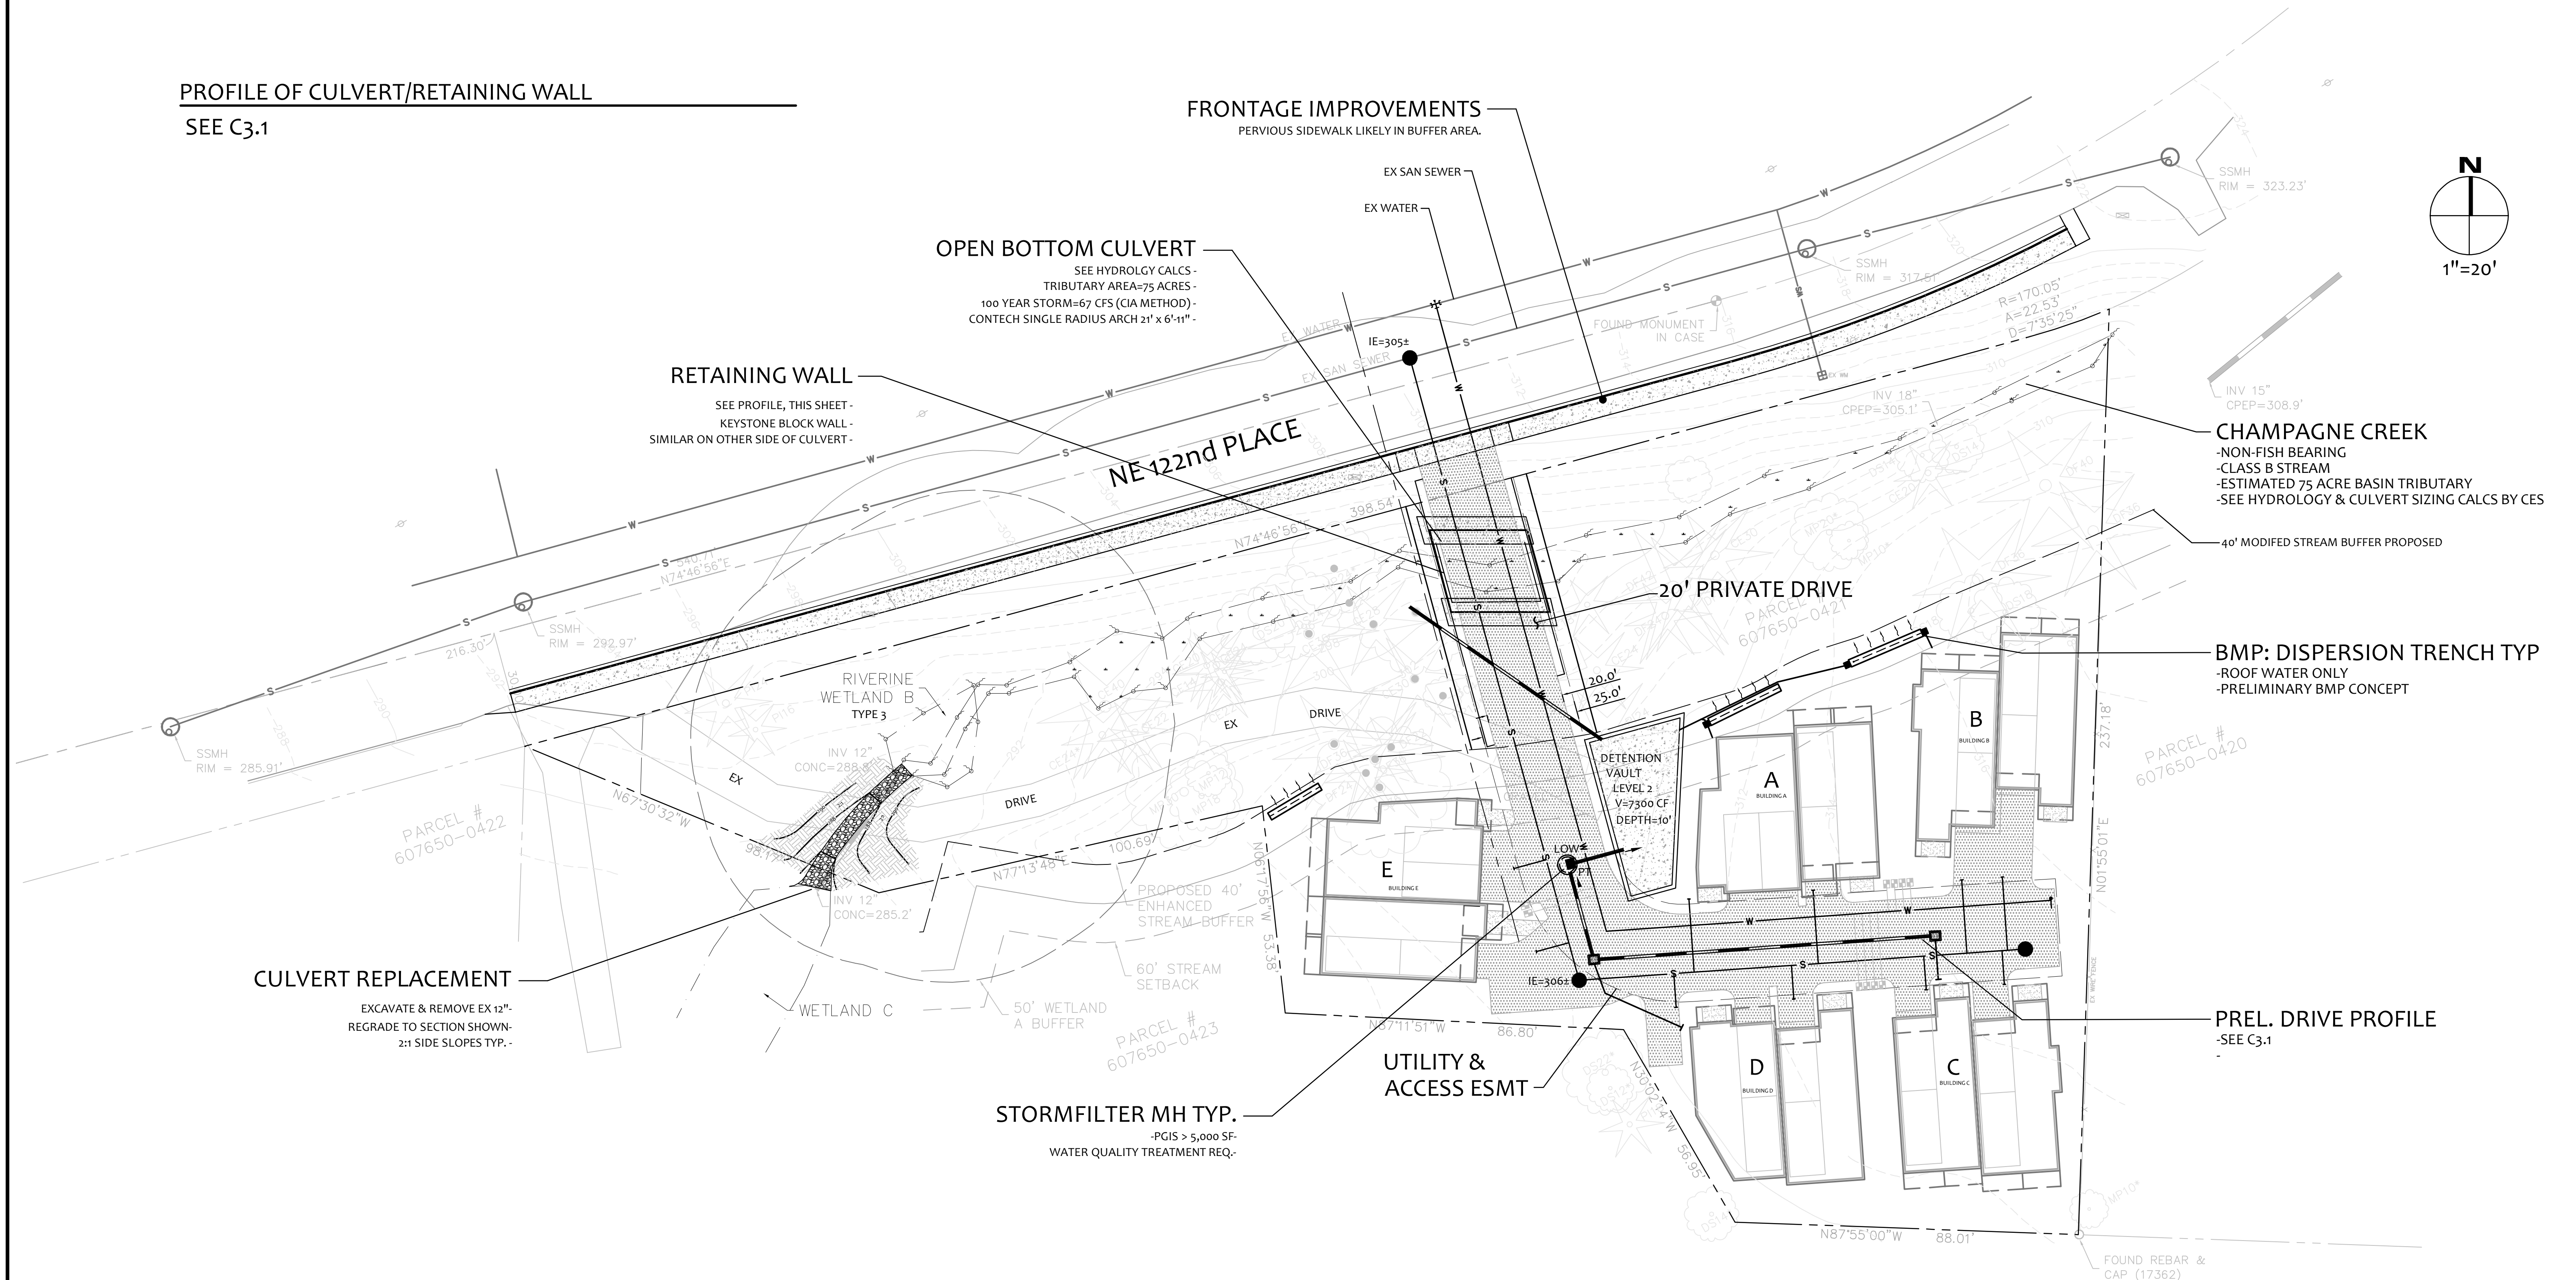 PROFILE OF CULVERT/RETAINING WALL
SEE C3.1
FRONTAGE IMPROVEMENTS
PERVIOUS SIDEWALK LIKELY IN BUFFER AREA.
EX SAN SEWER
EX WATER
OPEN BOTTOM CULVERT
SEE HYDROLGY CALCS -
TRIBUTARY AREA=75 ACRES -
100 YEAR STORM=67 CFS (CIA METHOD) -
CONTECH SINGLE RADIUS ARCH 21' x 6'-11" -
RETAINING WALL
SEE PROFILE, THIS SHEET -
KEYSTONE BLOCK WALL -
SIMILAR ON OTHER SIDE OF CULVERT -
N
1"=20'
SSMH
RIM = 323.23'
SSMH
RIM = 317.51
FOUND MONUMENT
IN CASE
R=170.05'
A=22.53'
D=7°35'25"
INV 18"
CPEP=305.1'
INV 15"
CPEP=308.9'
EX WATER
EX SAN SEWER
IE=305±
NE 122nd PLACE
N74°46'56"E
398.54'
540.71'
N74°46'56"E
CHAMPAGNE CREEK
-NON-FISH BEARING
-CLASS B STREAM
-ESTIMATED 75 ACRE BASIN TRIBUTARY
-SEE HYDROLOGY & CULVERT SIZING CALCS BY CES
40' MODIFED STREAM BUFFER PROPOSED
20' PRIVATE DRIVE
PARCEL #
607650-0421
BMP: DISPERSION TRENCH TYP
-ROOF WATER ONLY
-PRELIMINARY BMP CONCEPT
SSMH
RIM = 292.97'
216.30'
SSMH
RIM = 285.91'
RIVERINE
WETLAND B
TYPE 3
INV 12"
CONC=288.8'
EX
DRIVE
EX
DRIVE
20.0'
25.0'
DETENTION
VAULT
LEVEL 2
V=7300 CF
DEPTH=10'
A
BUILDING A
B
BUILDING B
237.18'
N01°55'01"E
PARCEL #
607650-0420
PARCEL #
607650-0422
N67°30'32"W
98.17'
N77°13'48"E
100.69'
INV 12"
CONC=285.2'
PROPOSED 40'
ENHANCED
STREAM BUFFER
60' STREAM
SETBACK
50' WETLAND
A BUFFER
WETLAND C
PARCEL #
607650-0423
N06°17'56"W
53.38'
E
BUILDING E
LOW
PT
IE=306±
86.80'
CULVERT REPLACEMENT
EXCAVATE & REMOVE EX 12"-
REGRADE TO SECTION SHOWN-
2:1 SIDE SLOPES TYP. -
STORMFILTER MH TYP.
-PGIS > 5,000 SF-
WATER QUALITY TREATMENT REQ.-
UTILITY &
ACCESS ESMT
PREL. DRIVE PROFILE
-SEE C3.1
-
D
BUILDING D
C
BUILDING C
N30°02'14"W
56.95'
N87°55'00"W
88.01'
FOUND REBAR &
CAP (17362)